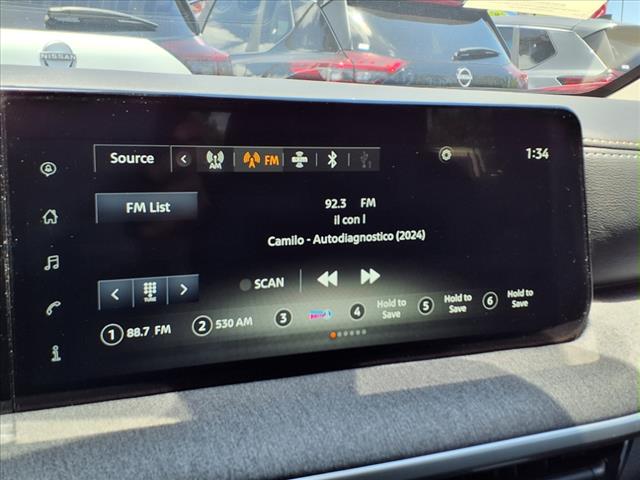 NISSAN
Source AM FM 1 1:34
FM List
92.3 FM
il con l
Camilo - Autodiagnostico (2024)
TUNE SCAN
1 88.7 FM 2 530 AM 3 4 Hold to Save 5 Hold to Save 6 Hold to Save